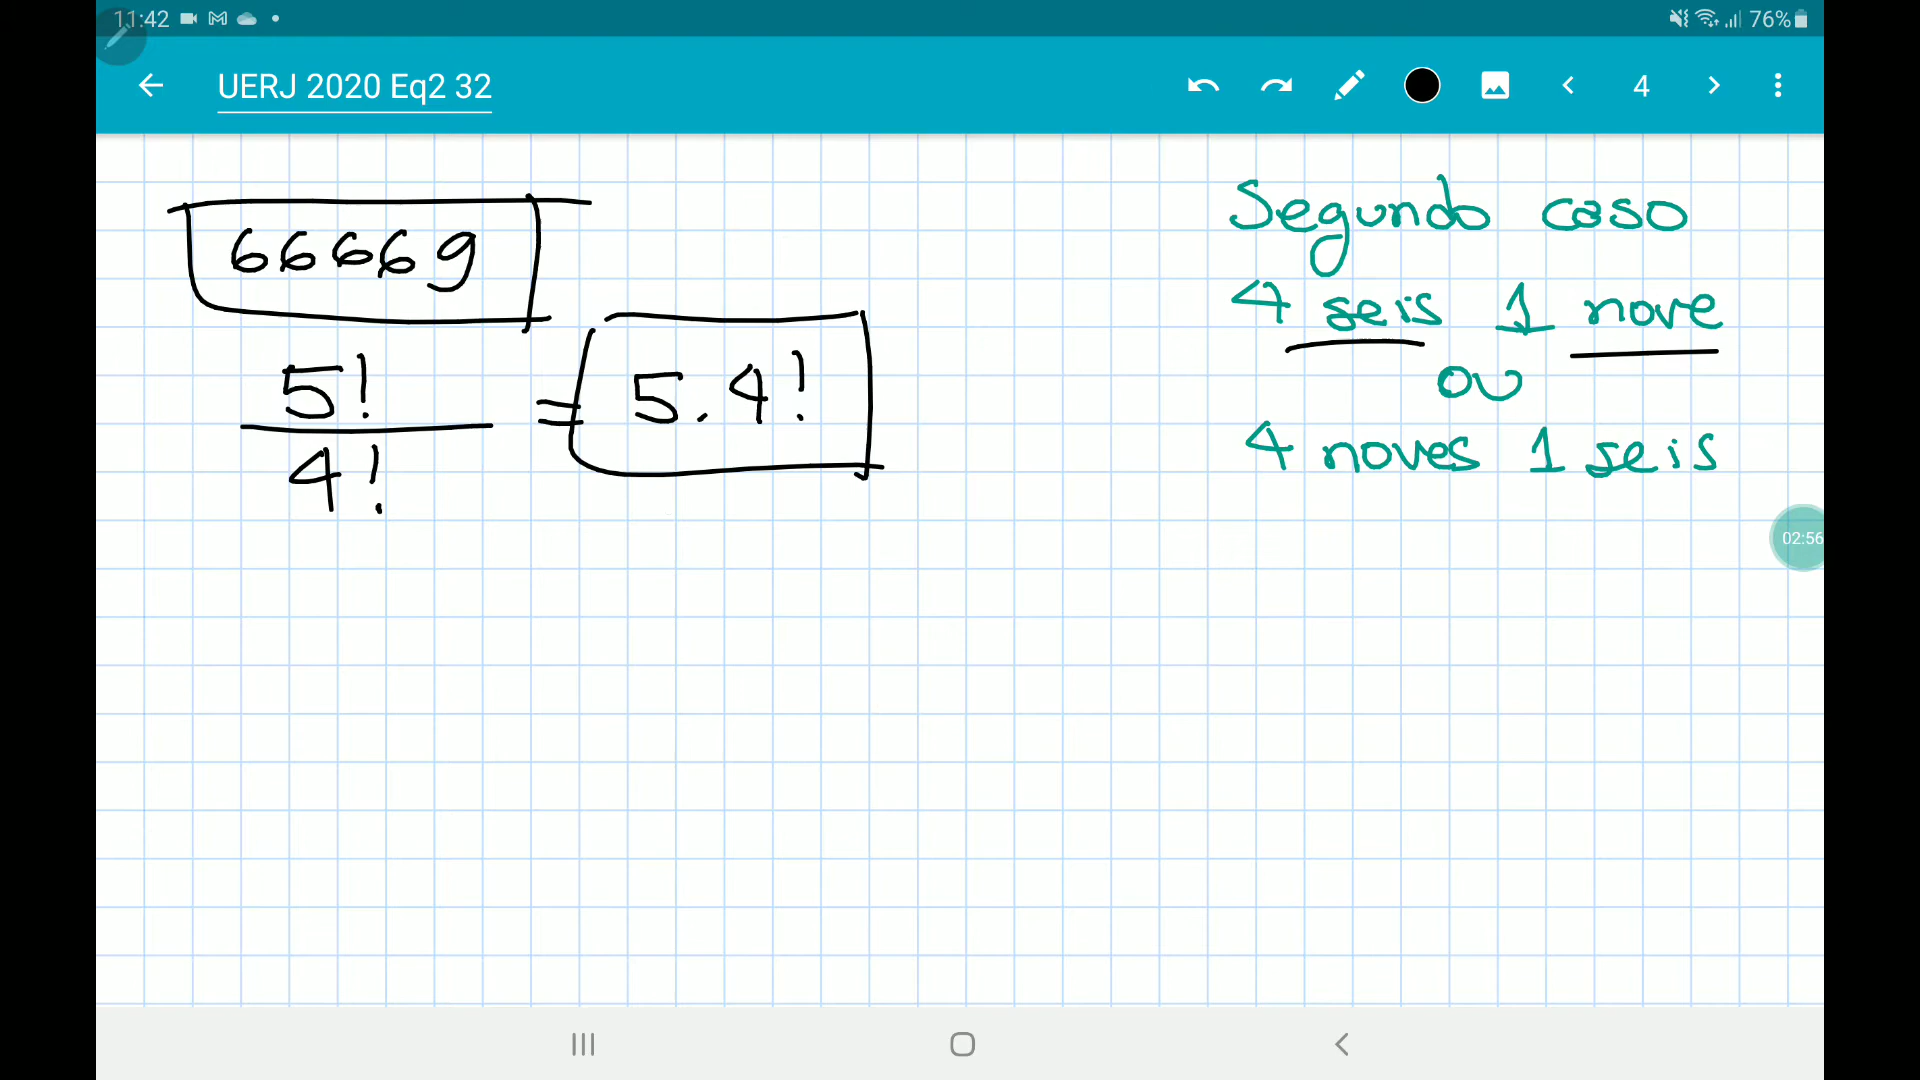 11:42
76%
UERJ 2020 Eq2 32
4
66669
5!
4!
= 5.4!
Segundo caso
4 seis 1 nove
ou
4 noves 1 seis
02:56